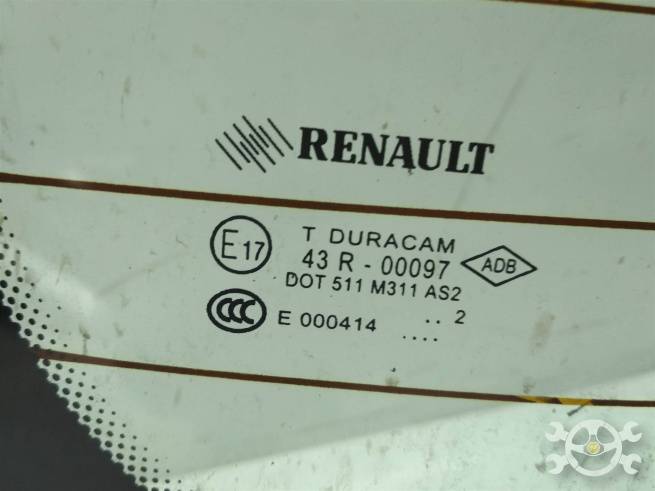 RENAULT
E17 T DURACAM
43 R - 00097 ADB
DOT 511 M311 AS2
CCC E 000414 .. 2
....